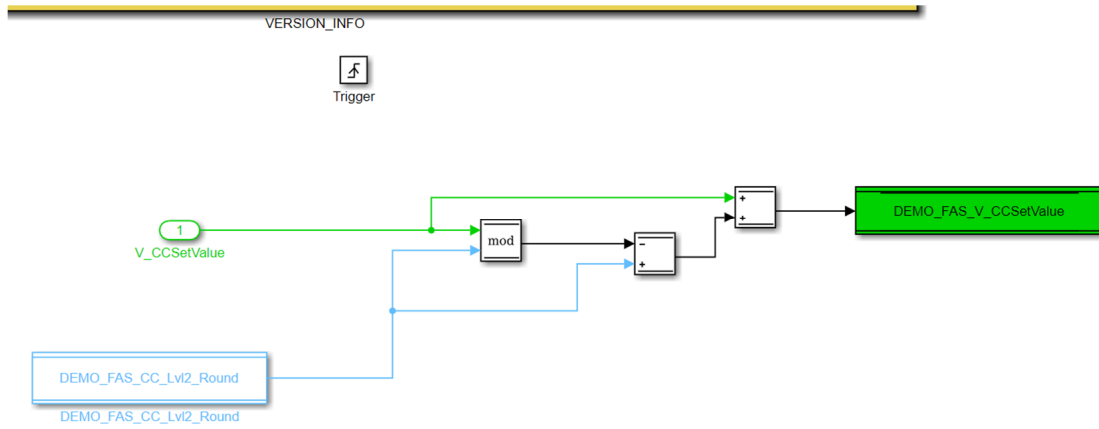 VERSION_INFO
Trigger
+
+
DEMO_FAS_V_CCSetValue
1
mod
−
+
V_CCSetValue
DEMO_FAS_CC_Lvl2_Round
DEMO_FAS_CC_Lvl2_Round